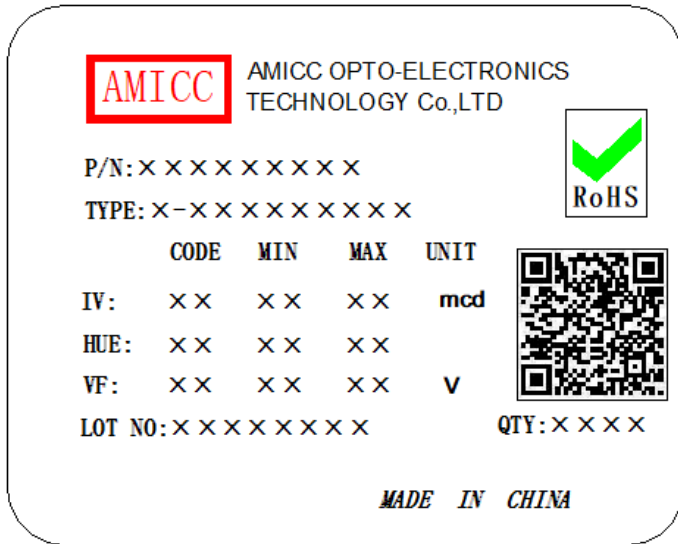 AMICC
AMICC OPTO-ELECTRONICS
TECHNOLOGY Co.,LTD
RoHS
P/N:×××××××××
TYPE:×-×××××××××
CODE MIN MAX UNIT
IV: ×× ×× ×× mcd
HUE: ×× ×× ××
VF: ×× ×× ×× V
LOT NO:××××××××
QTY:××××
MADE IN CHINA